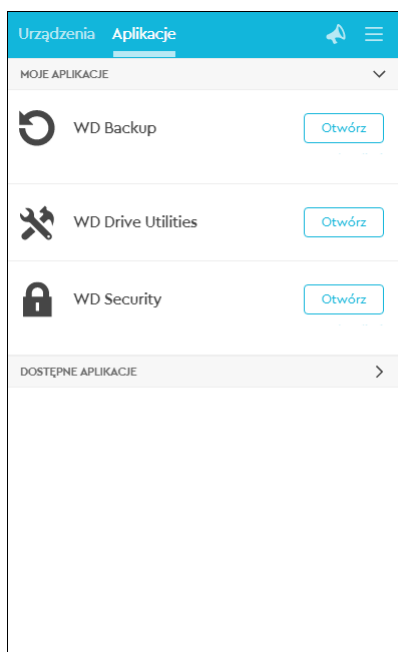 Urządzenia Aplikacje
MOJE APLIKACJE
WD Backup Otwórz
WD Drive Utilities Otwórz
WD Security Otwórz
DOSTĘPNE APLIKACJE